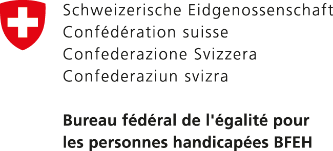 Schweizerische Eidgenossenschaft
Confédération suisse
Confederazione Svizzera
Confederaziun svizra
Bureau fédéral de l'égalité pour
les personnes handicapées BFEH